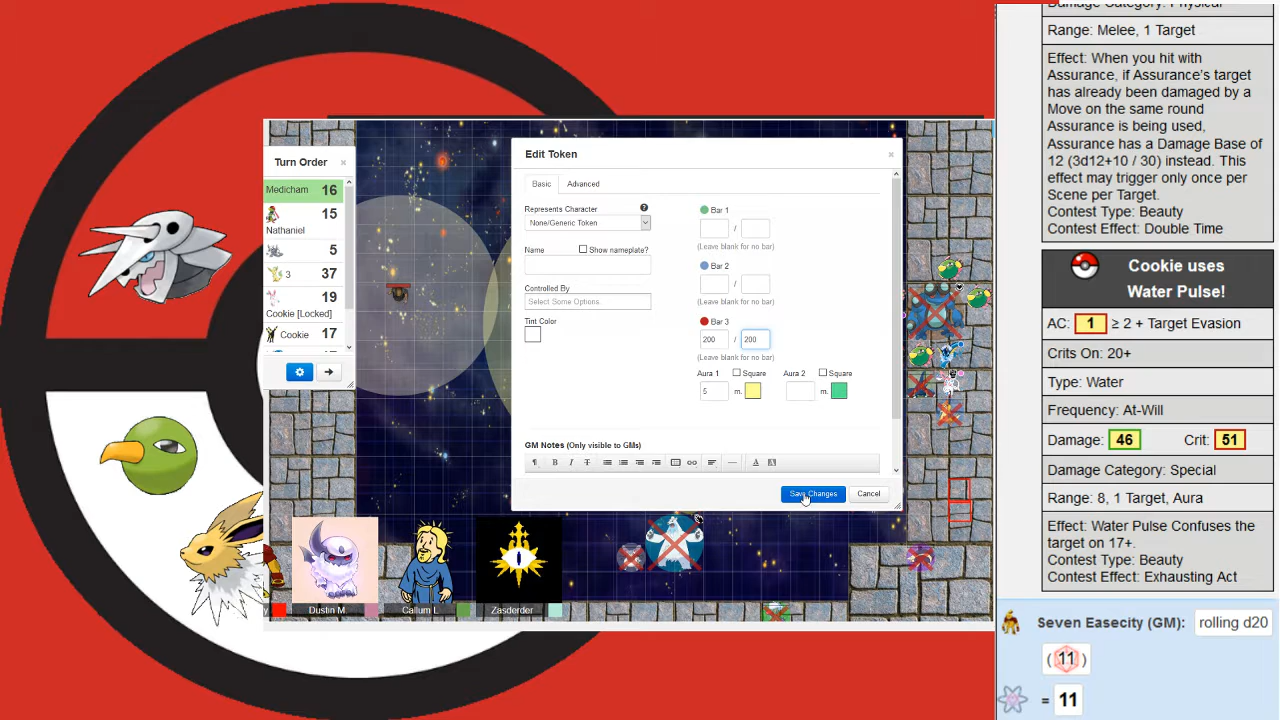 Turn Order ×
Medicham 16
15
Nathaniel
5
3 37
19
Cookie [Locked]
Cookie 17
Edit Token ×
Basic Advanced
Represents Character ?
None/Generic Token
Name Show nameplate?
Controlled By
Select Some Options.
Tint Color
Bar 1
/
(Leave blank for no bar)
Bar 2
/
(Leave blank for no bar)
Bar 3
200 / 200
(Leave blank for no bar)
Aura 1 Square Aura 2 Square
5 m. m.
GM Notes (Only visible to GMs)
Save Changes Cancel
Dustin M. Callum L Zasderder
Damage Category: Physical
Range: Melee, 1 Target
Effect: When you hit with
Assurance, if Assurance's target
has already been damaged by a
Move on the same round
Assurance is being used,
Assurance has a Damage Base of
12 (3d12+10 / 30) instead. This
effect may trigger only once per
Scene per Target.
Contest Type: Beauty
Contest Effect: Double Time
Cookie uses
Water Pulse!
AC: 1 ≥ 2 + Target Evasion
Crits On: 20+
Type: Water
Frequency: At-Will
Damage: 46 Crit: 51
Damage Category: Special
Range: 8, 1 Target, Aura
Effect: Water Pulse Confuses the
target on 17+.
Contest Type: Beauty
Contest Effect: Exhausting Act
Seven Easecity (GM): rolling d20
(11)
= 11